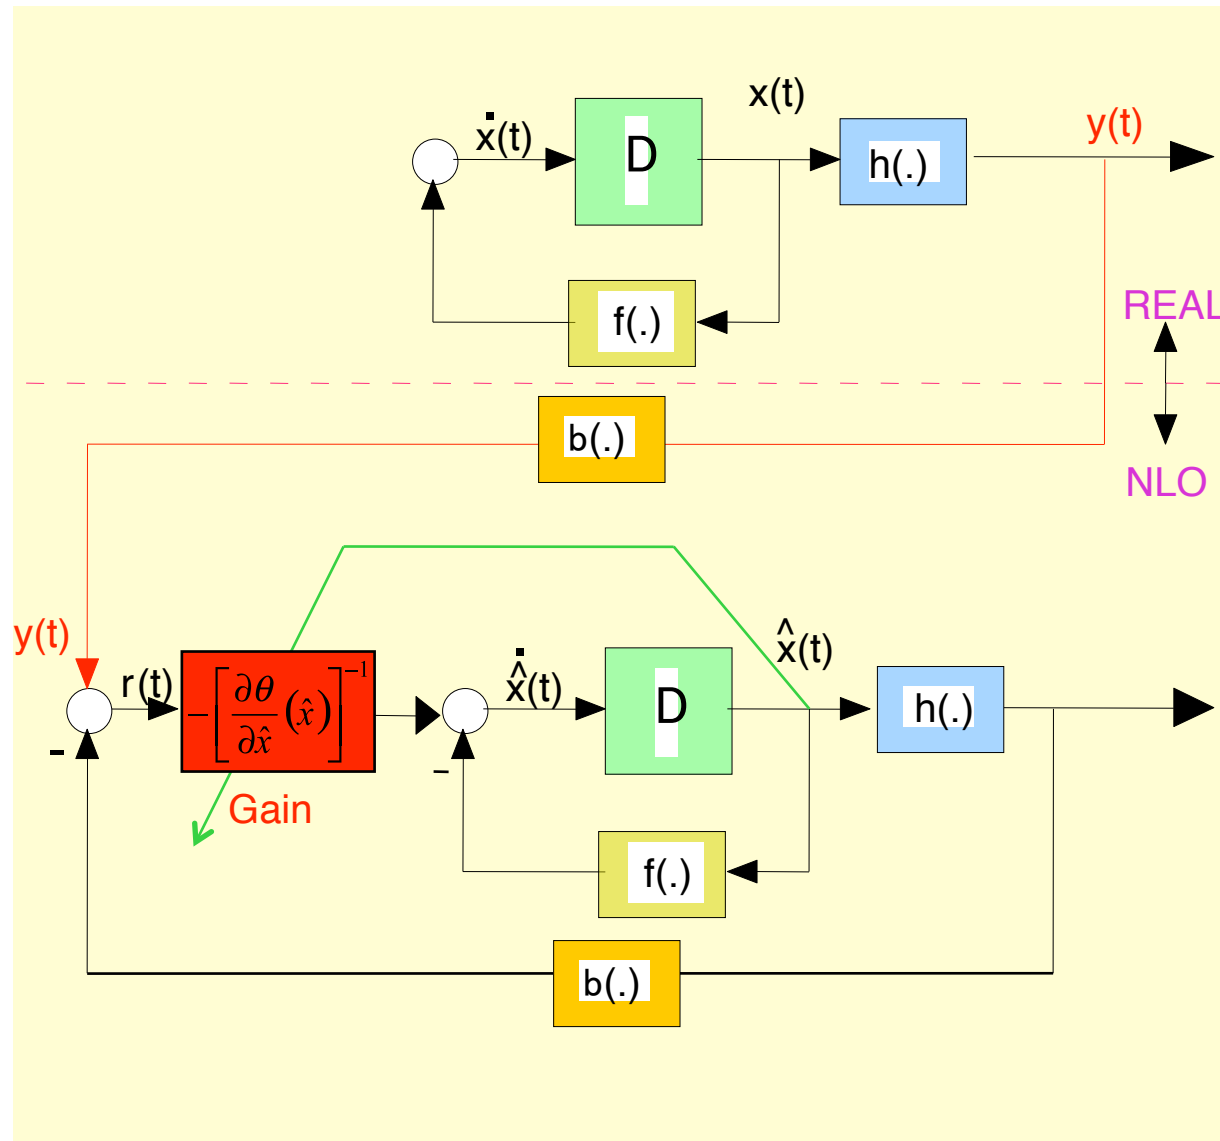 ẋ(t)
D
x(t)
h(.)
y(t)
f(.)
REAL
b(.)
NLO
y(t)
r(t)
-[∂θ/∂x̂ (x̂)]⁻¹
Gain
-
-
x̂̇(t)
D
x̂(t)
h(.)
f(.)
b(.)